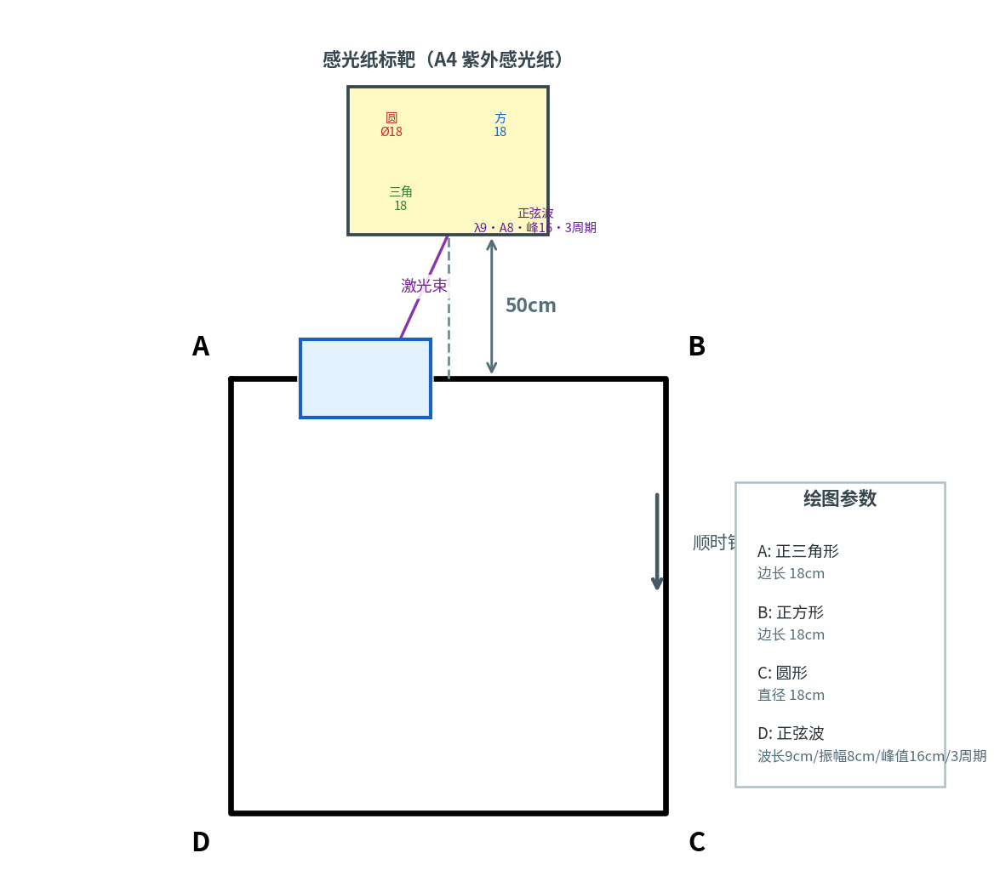 感光纸标靶（A4 紫外感光纸）
圆
Ø18
方
18
三角
18
正弦波
λ9・A8・峰16・3周期
激光束
50cm
A
B
顺时
绘图参数
A: 正三角形
边长 18cm
B: 正方形
边长 18cm
C: 圆形
直径 18cm
D: 正弦波
波长9cm/振幅8cm/峰值16cm/3周期
D
C